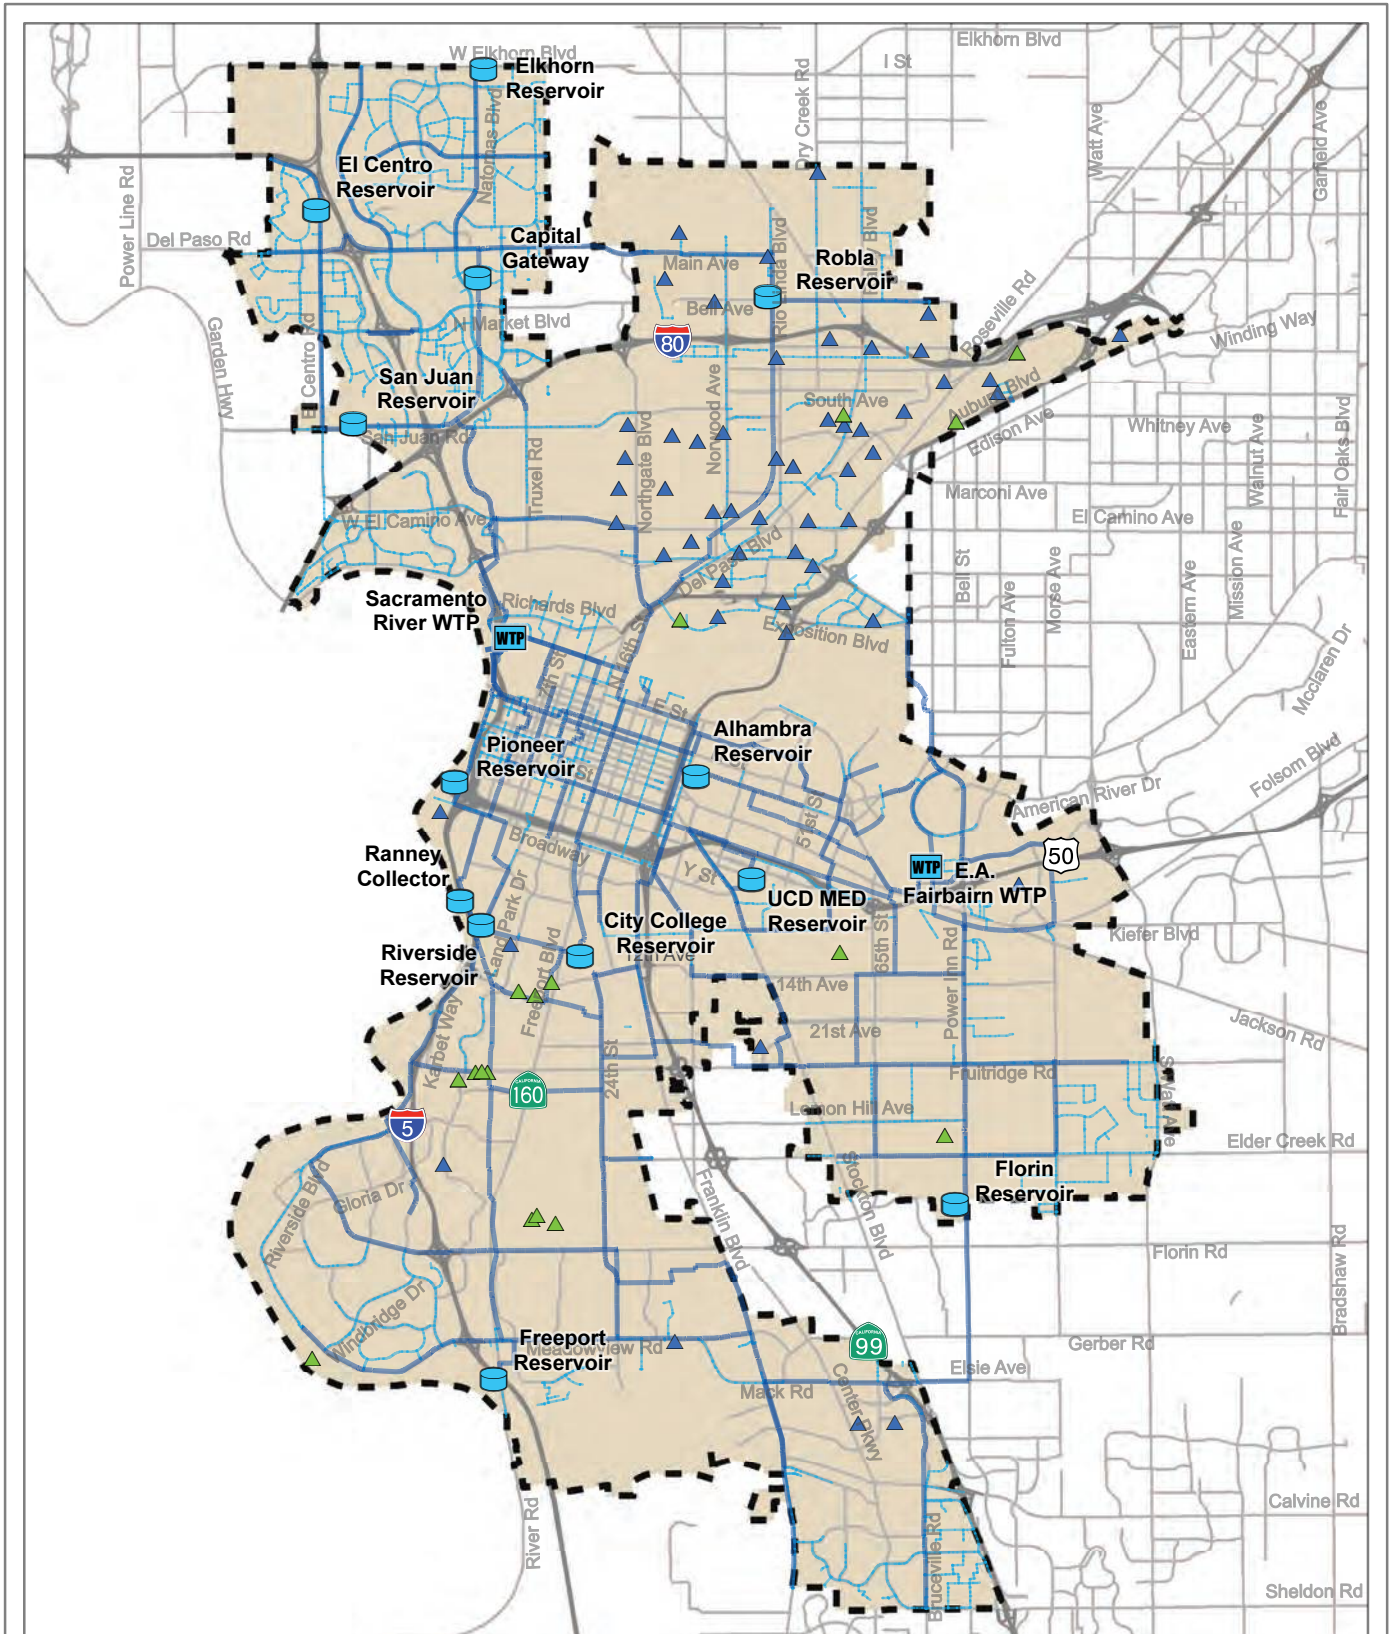 W Elkhorn Blvd
Elkhorn Blvd
I St
Elkhorn
Reservoir
Dry Creek Rd
Watt Ave
Garfield Ave
Natomas Blvd
El Centro
Reservoir
Power Line Rd
Del Paso Rd
Capital
Gateway
Main Ave
Robla
Reservoir
Bell Ave
Roseville Rd
N Market Blvd
80
Winding Way
Garden Hwy
El Centro Rd
San Juan
Reservoir
San Juan Rd
Norwood Ave
South Ave
Auburn Blvd
Edison Ave
Whitney Ave
Walnut Ave
Fair Oaks Blvd
Northgate Blvd
Truxel Rd
Marconi Ave
El Camino Ave
W El Camino Ave
Del Paso Blvd
Bell St
Fulton Ave
Morse Ave
Eastern Ave
Mission Ave
Sacramento
River WTP
WTP
Richards Blvd
Exposition Blvd
Mcclaren Dr
7th St
N 16th St
E St
Pioneer
Reservoir
St
Alhambra
Reservoir
Folsom Blvd
American River Dr
51st St
Broadway
Y St
Ranney
Collector
WTP
E.A.
Fairbairn WTP
50
UCD MED
Reservoir
City College
Reservoir
12th Ave
Land Park Dr
Freeport Blvd
65th St
Power Inn Rd
Kiefer Blvd
Riverside
Reservoir
14th Ave
21st Ave
Jackson Rd
Karbet Way
24th St
Fruitridge Rd
S Watt Ave
160
CALIFORNIA
5
Lemon Hill Ave
Elder Creek Rd
Riverside Blvd
Gloria Dr
Franklin Blvd
Stockton Blvd
Florin
Reservoir
Florin Rd
Bradshaw Rd
Windbridge Dr
Freeport
Reservoir
Meadowview Rd
CALIFORNIA
99
Gerber Rd
Elsie Ave
Mack Rd
Center Pkwy
River Rd
Bruceville Rd
Calvine Rd
Sheldon Rd